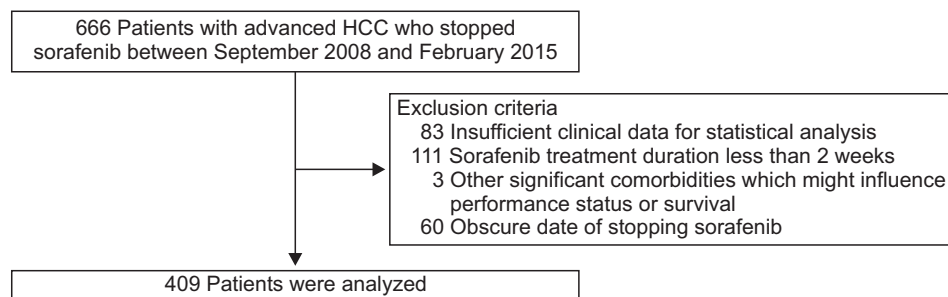 666 Patients with advanced HCC who stopped
sorafenib between September 2008 and February 2015
Exclusion criteria
83 Insufficient clinical data for statistical analysis
111 Sorafenib treatment duration less than 2 weeks
3 Other significant comorbidities which might influence
performance status or survival
60 Obscure date of stopping sorafenib
409 Patients were analyzed